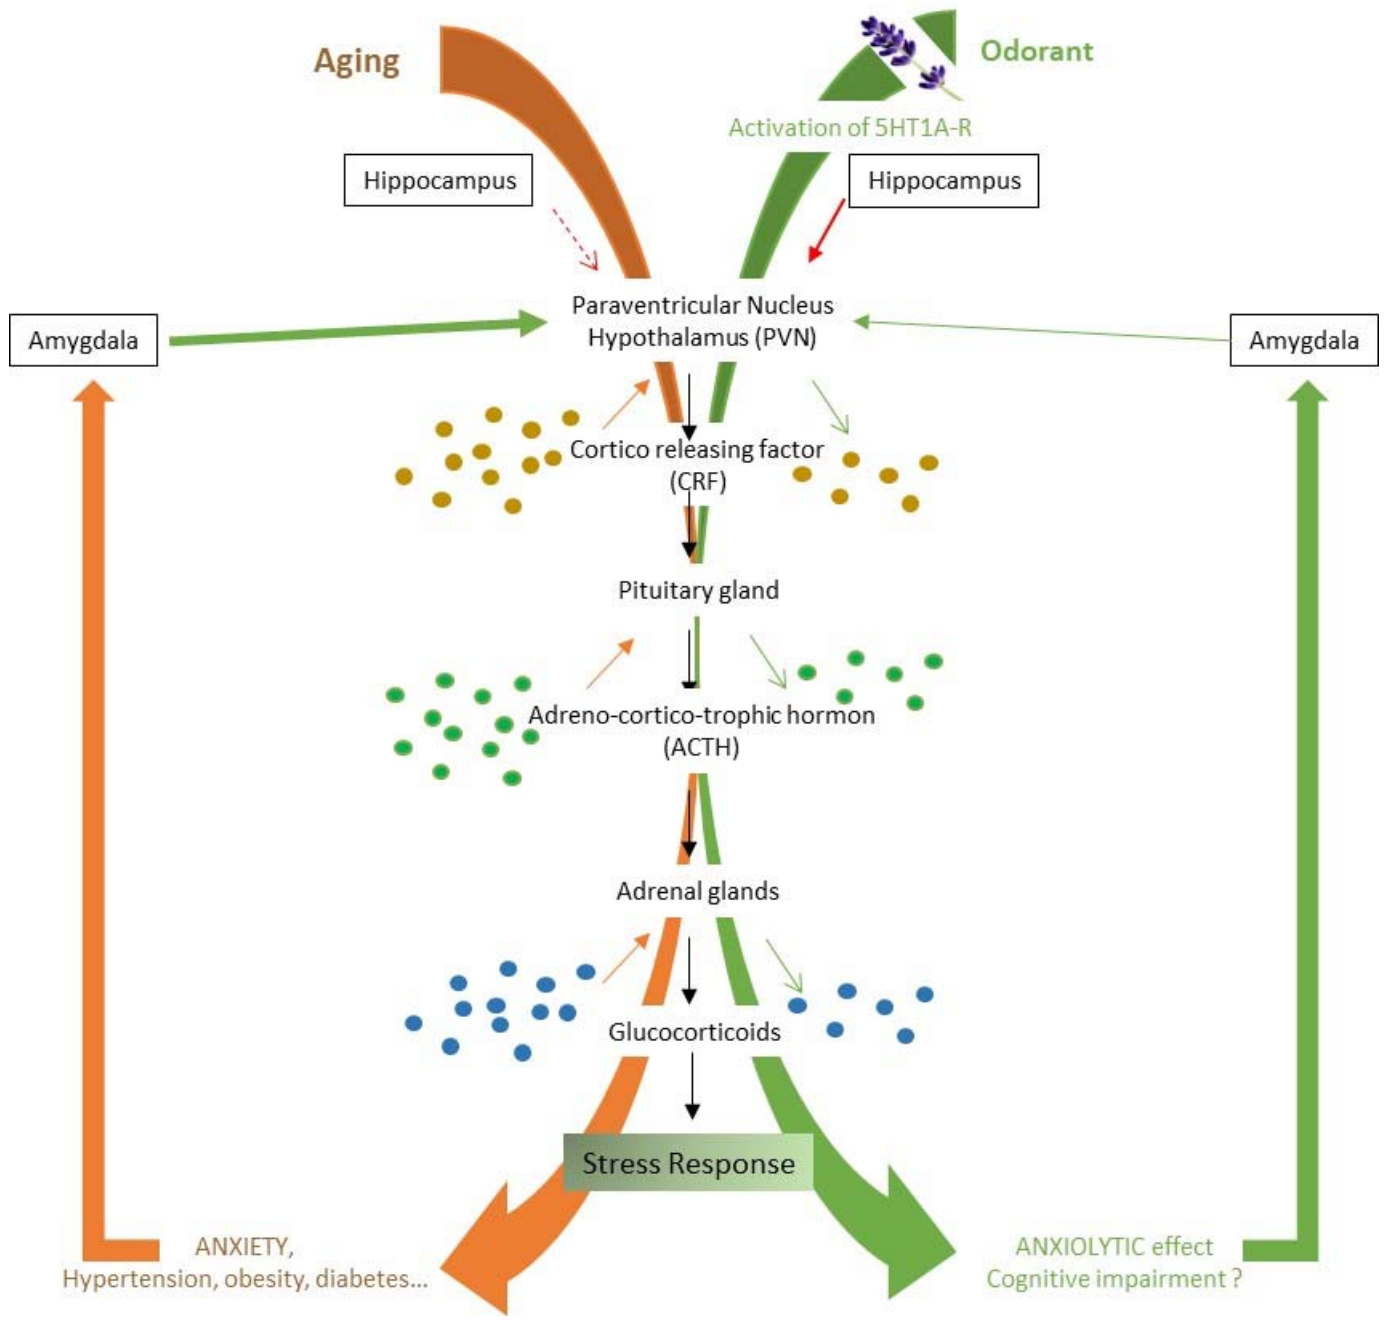 Aging
Odorant
Activation of 5HT1A-R
Hippocampus
Hippocampus
Paraventricular Nucleus
Hypothalamus (PVN)
Amygdala
Amygdala
Cortico releasing factor
(CRF)
Pituitary gland
Adreno-cortico-trophic hormon
(ACTH)
Adrenal glands
Glucocorticoids
Stress Response
ANXIETY,
Hypertension, obesity, diabetes...
ANXIOLYTIC effect
Cognitive impairment ?